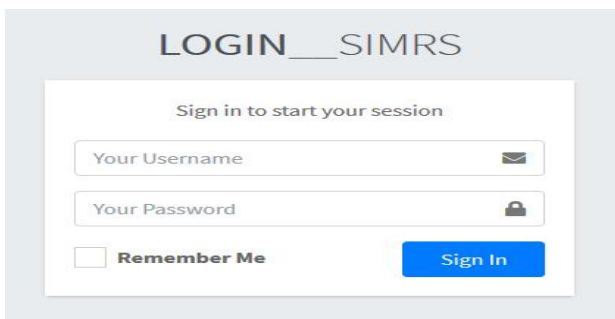 LOGIN__SIMRS
Sign in to start your session
Your Username
Your Password
Remember Me
Sign In